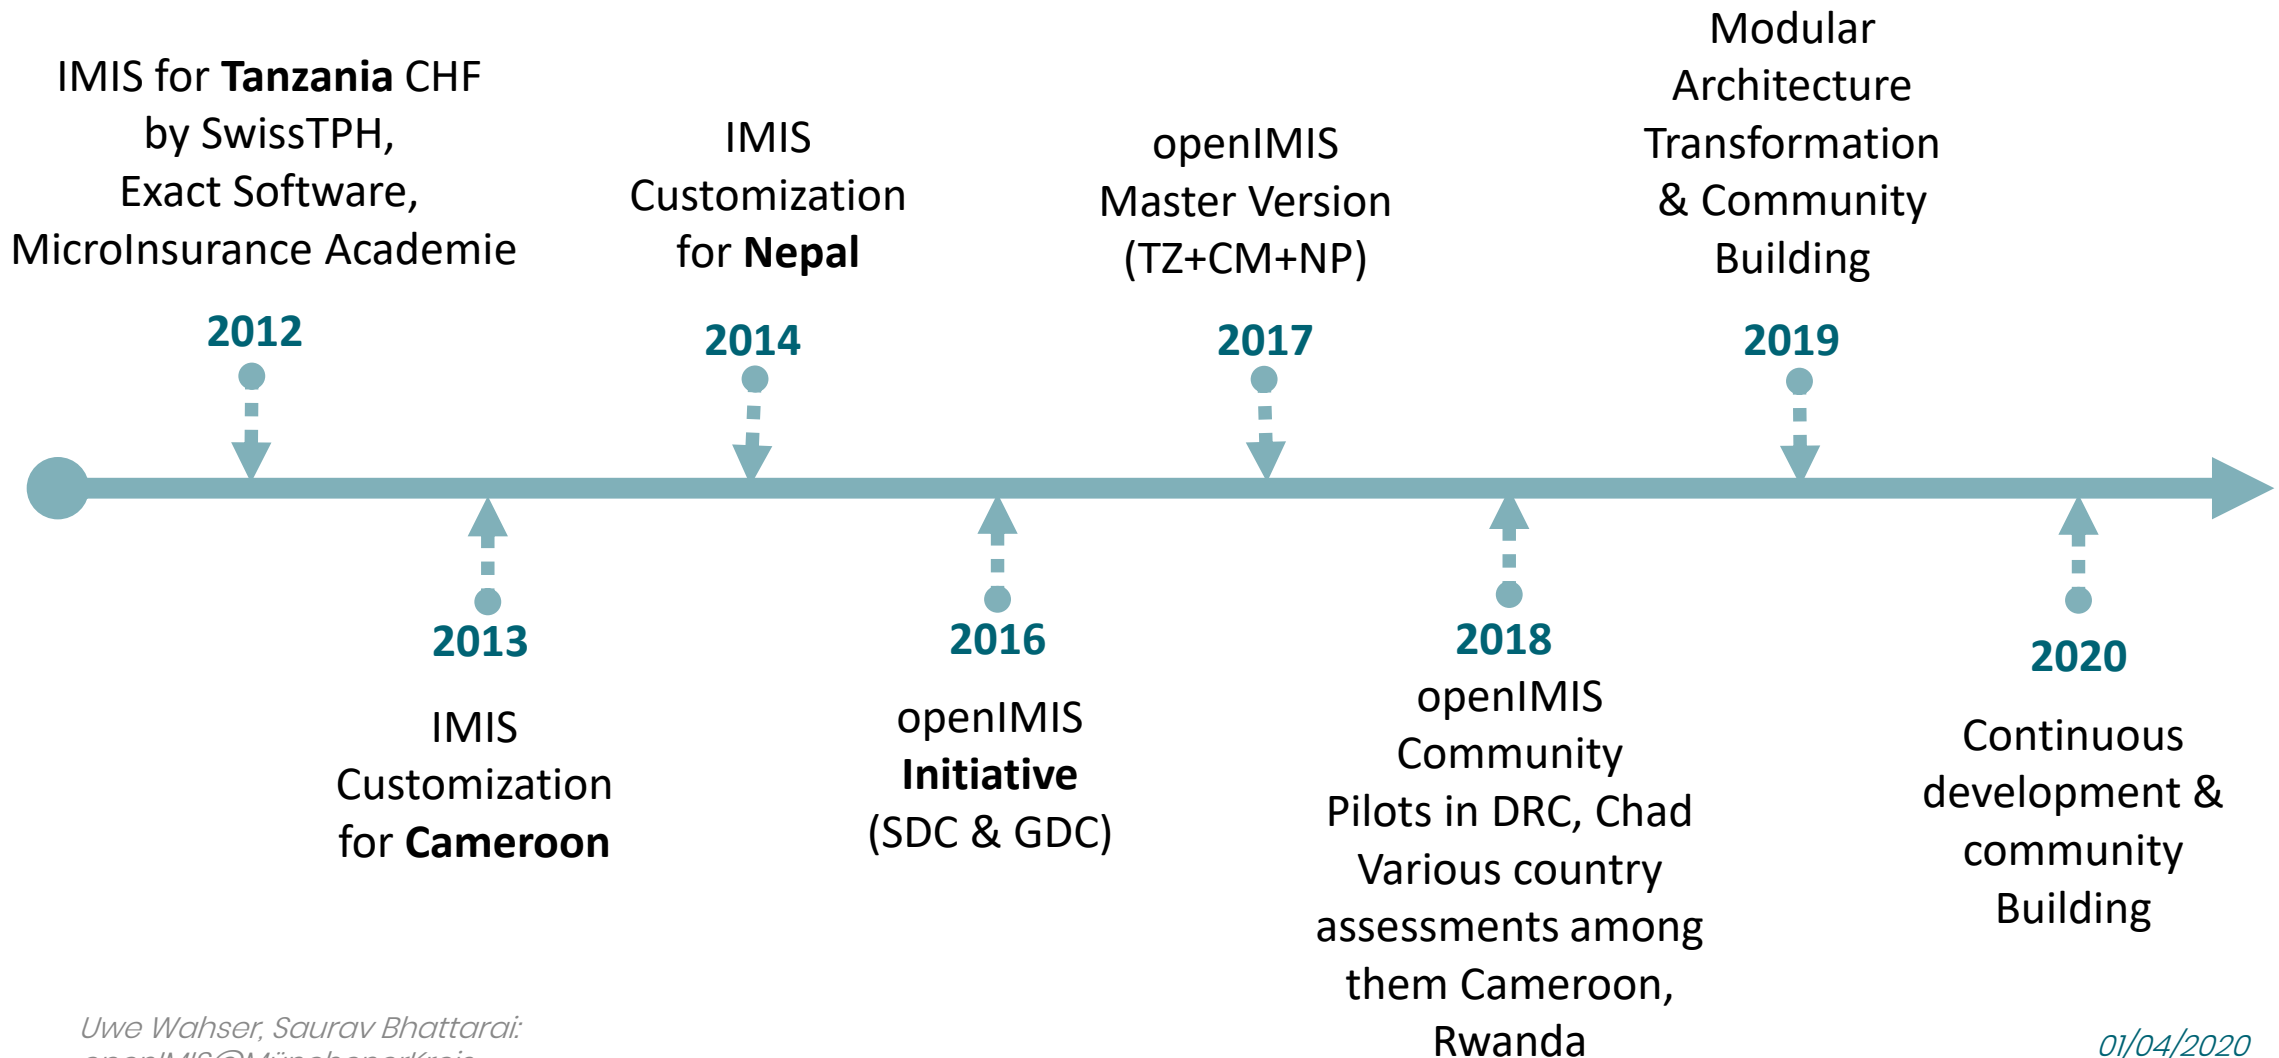 IMIS for Tanzania CHF
by SwissTPH,
Exact Software,
MicroInsurance Academie
2012
IMIS
Customization
for Cameroon
2013
IMIS
Customization
for Nepal
2014
openIMIS
Initiative
(SDC & GDC)
2016
openIMIS
Master Version
(TZ+CM+NP)
2017
2018
openIMIS
Community
Pilots in DRC, Chad
Various country
assessments among
them Cameroon,
Rwanda
Modular
Architecture
Transformation
& Community
Building
2019
2020
Continuous
development &
community
Building
Uwe Wahser, Saurav Bhattarai:
openIMIS@MünchenerKreis
01/04/2020